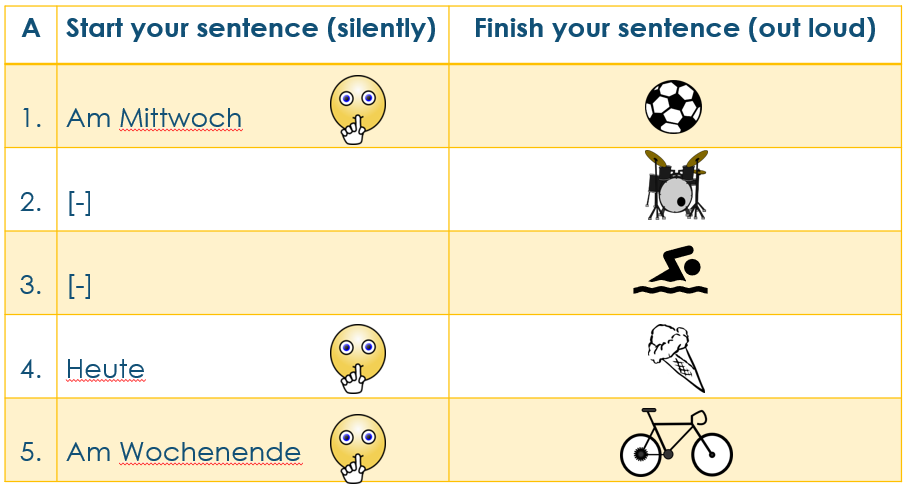 A Start your sentence (silently) Finish your sentence (out loud)
1. Am Mittwoch
2. [-]
3. [-]
4. Heute
5. Am Wochenende